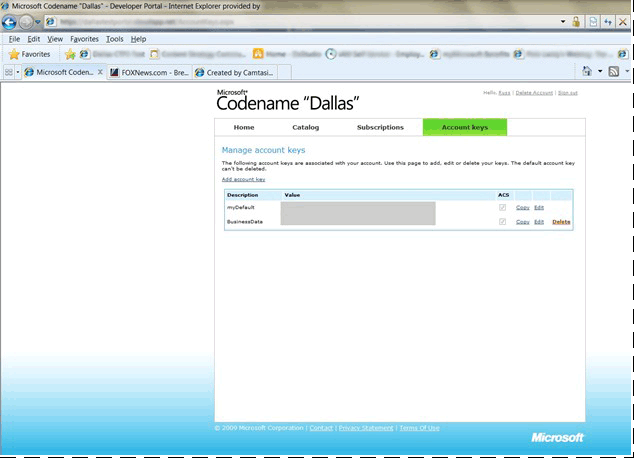 Microsoft Codename "Dallas" - Developer Portal - Internet Explorer provided by
File Edit View Favorites Tools Help
Favorites
Microsoft Coden... FOXNews.com - Bre... Created by Camtasi...
Hello, Russ | Delete Account | Sign out
Microsoft®
Codename "Dallas"
Home Catalog Subscriptions Account keys
Manage account keys
The following account keys are associated with your account. Use this page to add, edit or delete your keys. The default account key
can't be deleted.
Add account key
Description Value ACS
myDefault Copy Edit
BusinessData Copy Edit Delete
© 2009 Microsoft Corporation | Contact | Privacy Statement | Terms Of Use
Microsoft